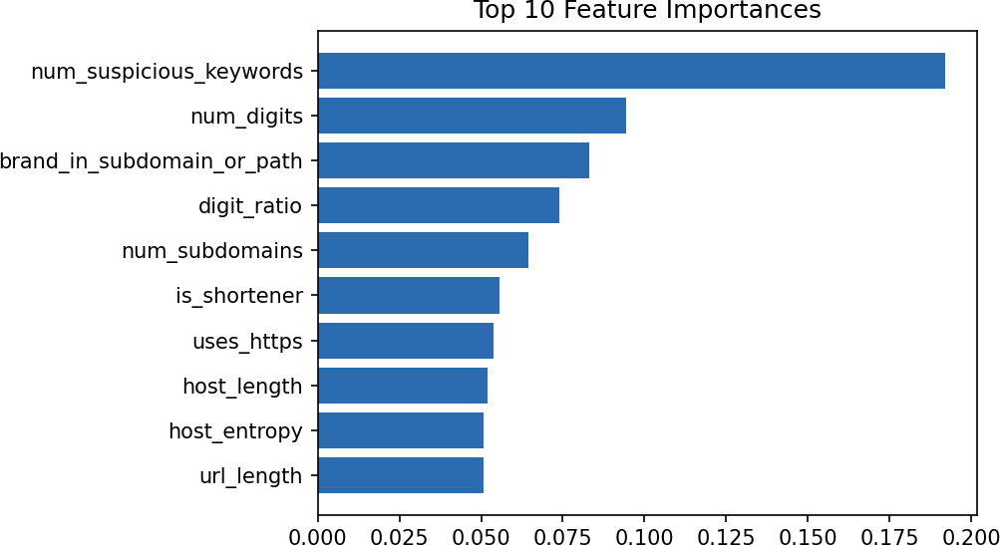 Top 10 Feature Importances
num_suspicious_keywords
num_digits
brand_in_subdomain_or_path
digit_ratio
num_subdomains
is_shortener
uses_https
host_length
host_entropy
url_length
0.000 0.025 0.050 0.075 0.100 0.125 0.150 0.175 0.200